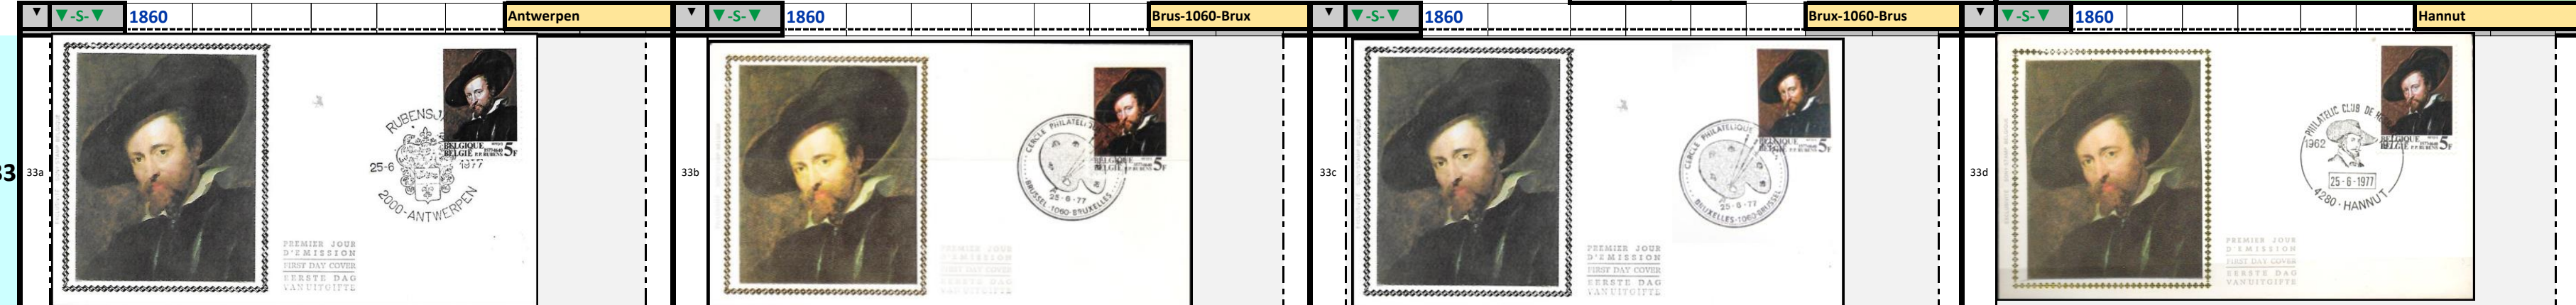 ▼ ▼-S-▼ 1860 Antwerpen
33
33a
25-6 1977
2000-ANTWERPEN
BELGIQUE
BELGIË P.P. RUBENS 5F
PREMIER JOUR
D'EMISSION
FIRST DAY COVER
EERSTE DAG
VAN UITGIFTE
▼ ▼-S-▼ 1860 Brus-1060-Brux
33b
CERCLE
25-6-77
BRUSSEL-1060-BRUXELLES
BELGIQUE
BELGIË P.P. RUBENS 5F
PREMIER JOUR
D'EMISSION
FIRST DAY COVER
EERSTE DAG
VAN UITGIFTE
▼ ▼-S-▼ 1860 Brux-1060-Brus
33c
CERCLE PHILATELIQUE
25-6-77
BRUXELLES-1060-BRUSSEL
BELGIQUE
BELGIË P.P. RUBENS 5F
PREMIER JOUR
D'EMISSION
FIRST DAY COVER
EERSTE DAG
VAN UITGIFTE
▼ ▼-S-▼ 1860 Hannut
33d
PHILATELIC CLUB DE
1962
25-6-1977
4280-HANNUT
BELGIQUE
BELGIË P.P. RUBENS 5F
PREMIER JOUR
D'EMISSION
FIRST DAY COVER
EERSTE DAG
VAN UITGIFTE